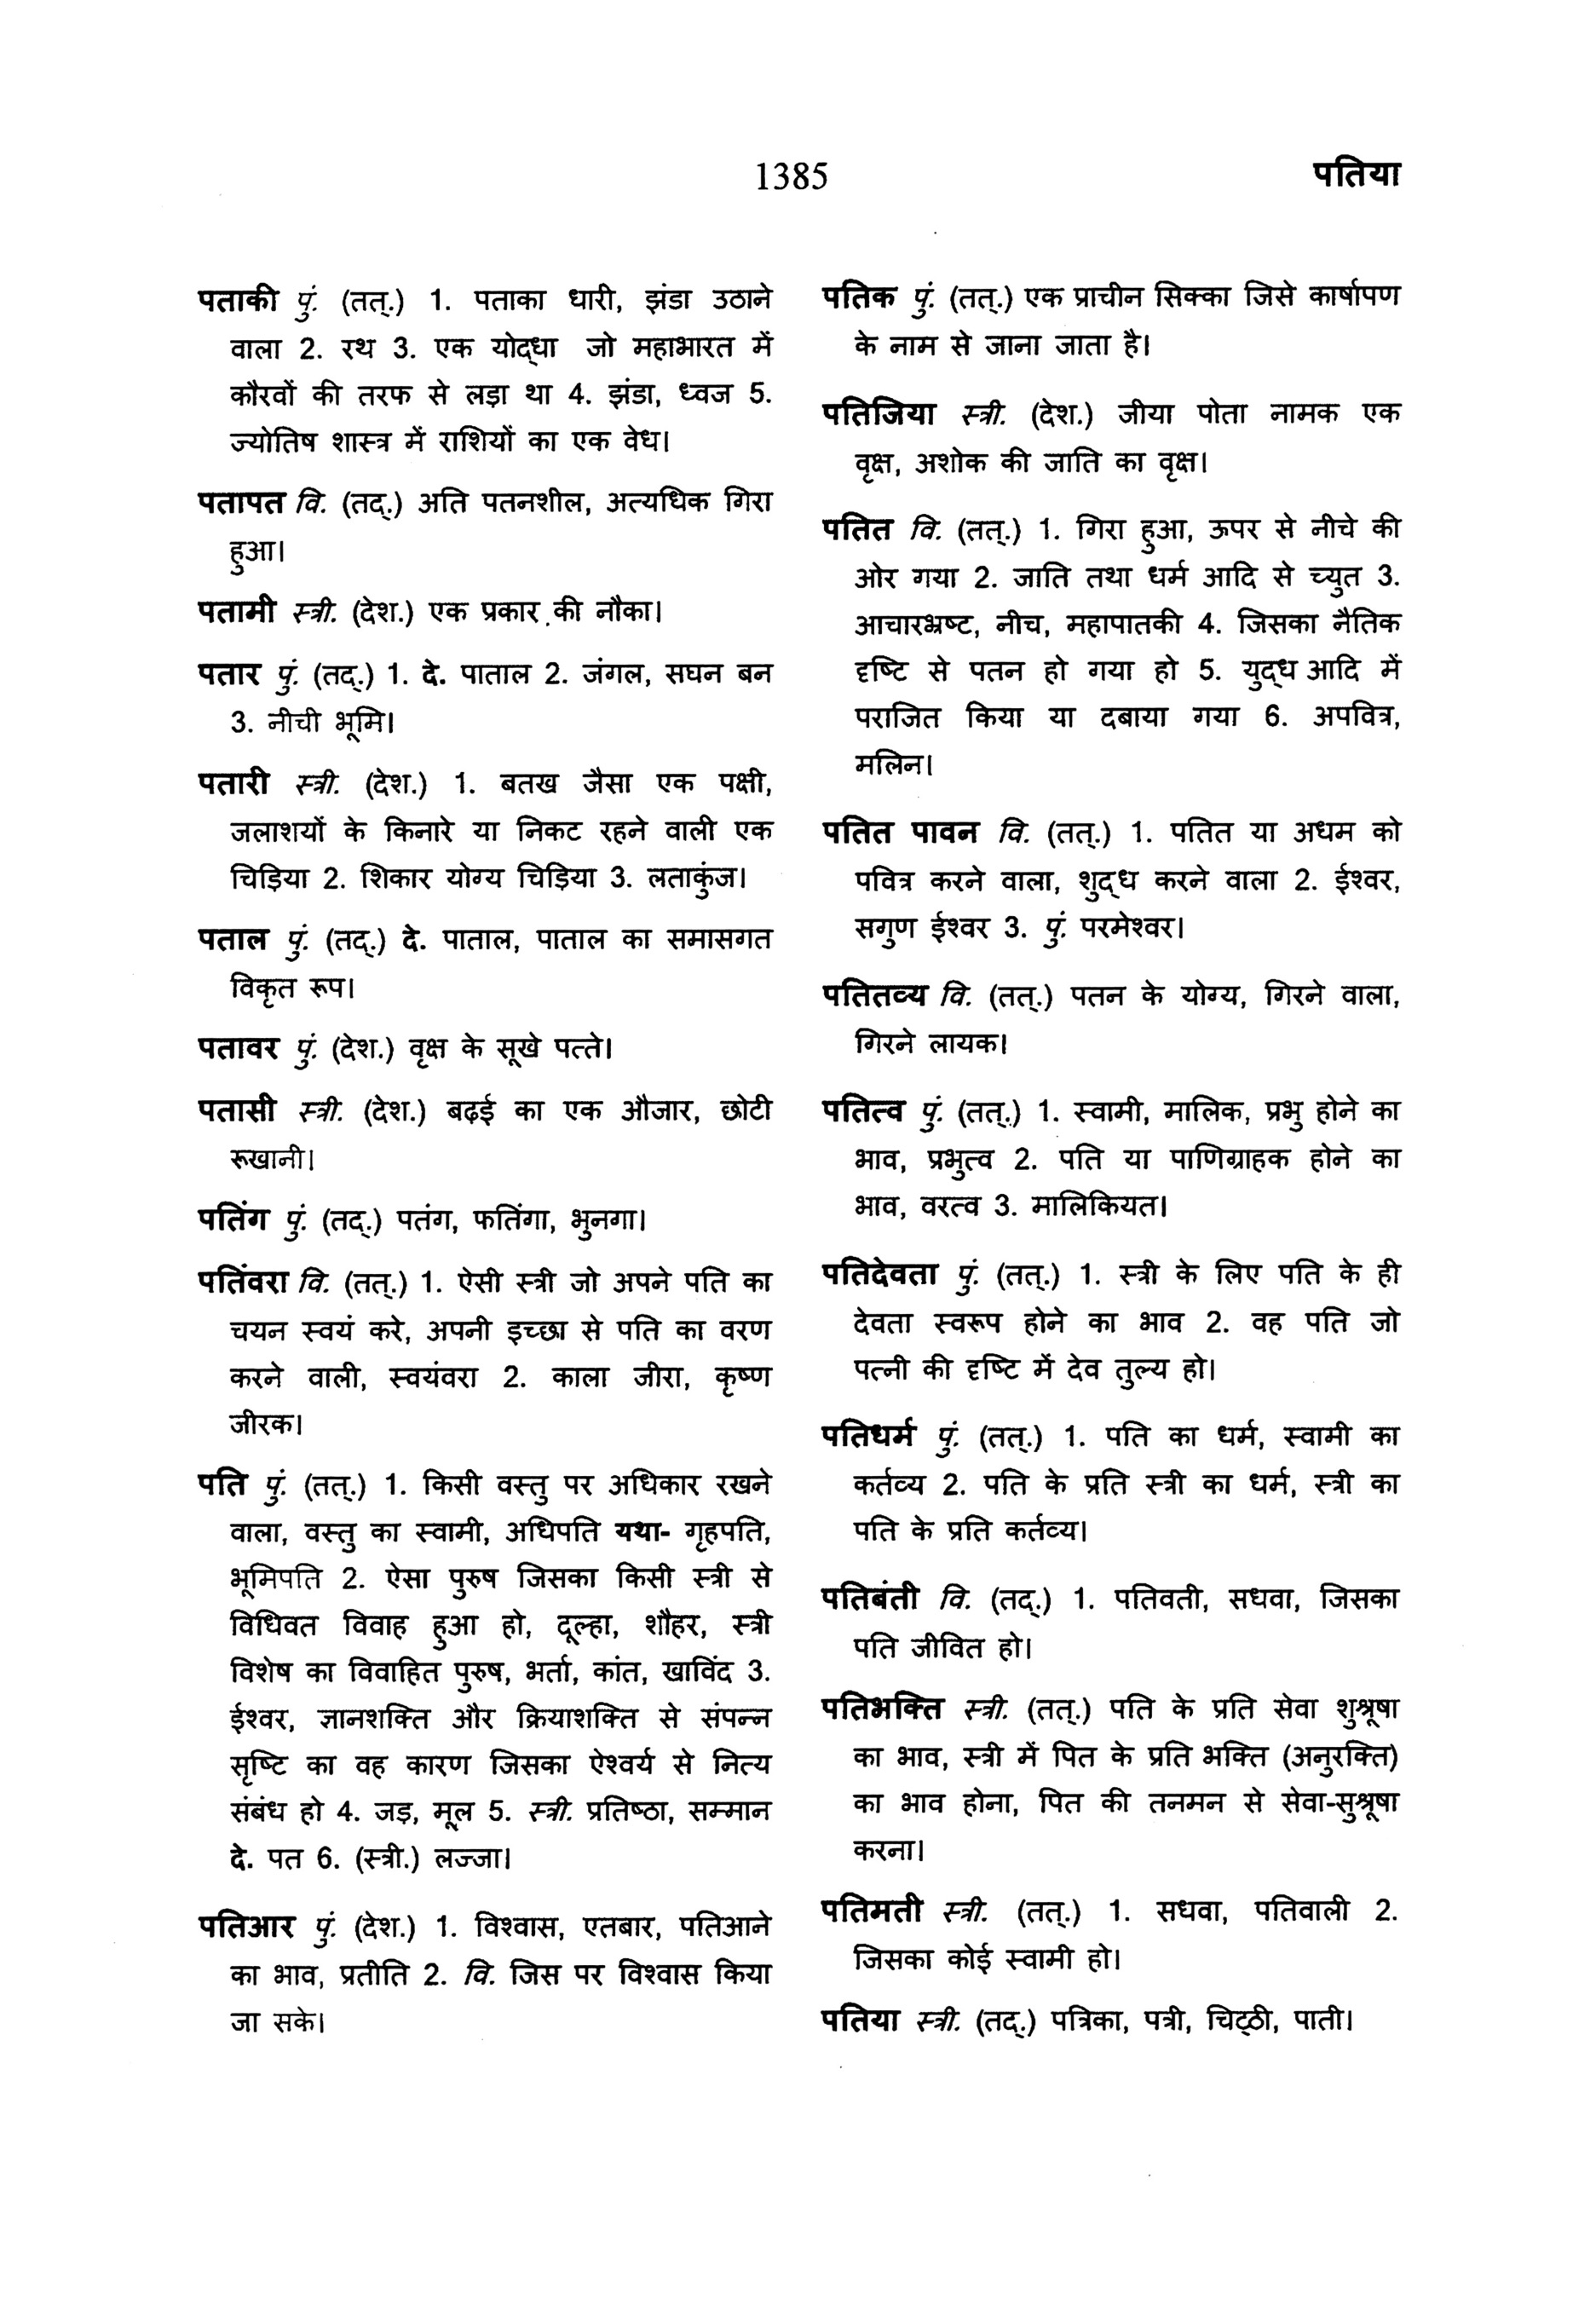 1385
पतिया
पताकी पुं. (तत्.) 1. पताका धारी, झंडा उठाने
वाला 2. रथ 3. एक योद्धा जो महाभारत में
कौरवों की तरफ से लड़ा था 4. झंडा, ध्वज 5.
ज्योतिष शास्त्र में राशियों का एक वेध।
पतापत वि. (तद्.) अति पतनशील, अत्यधिक गिरा
हुआ।
पतामी स्त्री. (देश.) एक प्रकार की नौका।
पतार पुं. (तद्.) 1. दे. पाताल 2. जंगल, सघन बन
3. नीची भूमि।
पतारी स्त्री. (देश.) 1. बतख जैसा एक पक्षी,
जलाशयों के किनारे या निकट रहने वाली एक
चिड़िया 2. शिकार योग्य चिड़िया 3. लताकुंज।
पताल पुं. (तद्.) दे. पाताल, पाताल का समासगत
विकृत रूप।
पतावर पुं. (देश.) वृक्ष के सूखे पत्ते।
पतासी स्त्री. (देश.) बढ़ई का एक औजार, छोटी
रूखानी।
पतिंग पुं. (तद्.) पतंग, फतिंगा, भुनगा।
पतिंवरा वि. (तत्.) 1. ऐसी स्त्री जो अपने पति का
चयन स्वयं करे, अपनी इच्छा से पति का वरण
करने वाली, स्वयंवरा 2. काला जीरा, कृष्ण
जीरक।
पति पुं. (तत्.) 1. किसी वस्तु पर अधिकार रखने
वाला, वस्तु का स्वामी, अधिपति यथा- गृहपति,
भूमिपति 2. ऐसा पुरुष जिसका किसी स्त्री से
विधिवत विवाह हुआ हो, दूल्हा, शौहर, स्त्री
विशेष का विवाहित पुरुष, भर्ता, कांत, खाविंद 3.
ईश्वर, ज्ञानशक्ति और क्रियाशक्ति से संपन्न
सृष्टि का वह कारण जिसका ऐश्वर्य से नित्य
संबंध हो 4. जड़, मूल 5. स्त्री. प्रतिष्ठा, सम्मान
दे. पत 6. (स्त्री.) लज्जा।
पतिआर पुं. (देश.) 1. विश्वास, एतबार, पतिआने
का भाव, प्रतीति 2. वि. जिस पर विश्वास किया
जा सके।
पतिक पुं. (तत्.) एक प्राचीन सिक्का जिसे कार्षापण
के नाम से जाना जाता है।
पतिजिया स्त्री. (देश.) जीया पोता नामक एक
वृक्ष, अशोक की जाति का वृक्ष।
पतित वि. (तत्.) 1. गिरा हुआ, ऊपर से नीचे की
ओर गया 2. जाति तथा धर्म आदि से च्युत 3.
आचारभ्रष्ट, नीच, महापातकी 4. जिसका नैतिक
दृष्टि से पतन हो गया हो 5. युद्ध आदि में
पराजित किया या दबाया गया 6. अपवित्र,
मलिन।
पतित पावन वि. (तत्.) 1. पतित या अधम को
पवित्र करने वाला, शुद्ध करने वाला 2. ईश्वर,
सगुण ईश्वर 3. पुं. परमेश्वर।
पतितव्य वि. (तत्.) पतन के योग्य, गिरने वाला,
गिरने लायक।
पतित्व पुं. (तत्.) 1. स्वामी, मालिक, प्रभु होने का
भाव, प्रभुत्व 2. पति या पाणिग्राहक होने का
भाव, वरत्व 3. मालिकियत।
पतिदेवता पुं. (तत्.) 1. स्त्री के लिए पति के ही
देवता स्वरूप होने का भाव 2. वह पति जो
पत्नी की दृष्टि में देव तुल्य हो।
पतिधर्म पुं. (तत्.) 1. पति का धर्म, स्वामी का
कर्तव्य 2. पति के प्रति स्त्री का धर्म, स्त्री का
पति के प्रति कर्तव्य।
पतिबंती वि. (तद्.) 1. पतिवती, सधवा, जिसका
पति जीवित हो।
पतिभक्ति स्त्री. (तत्.) पति के प्रति सेवा शुश्रूषा
का भाव, स्त्री में पित के प्रति भक्ति (अनुरक्ति)
का भाव होना, पित की तनमन से सेवा-सुश्रूषा
करना।
पतिमती स्त्री. (तत्.) 1. सधवा, पतिवाली 2.
जिसका कोई स्वामी हो।
पतिया स्त्री. (तद्.) पत्रिका, पत्री, चिट्ठी, पाती।